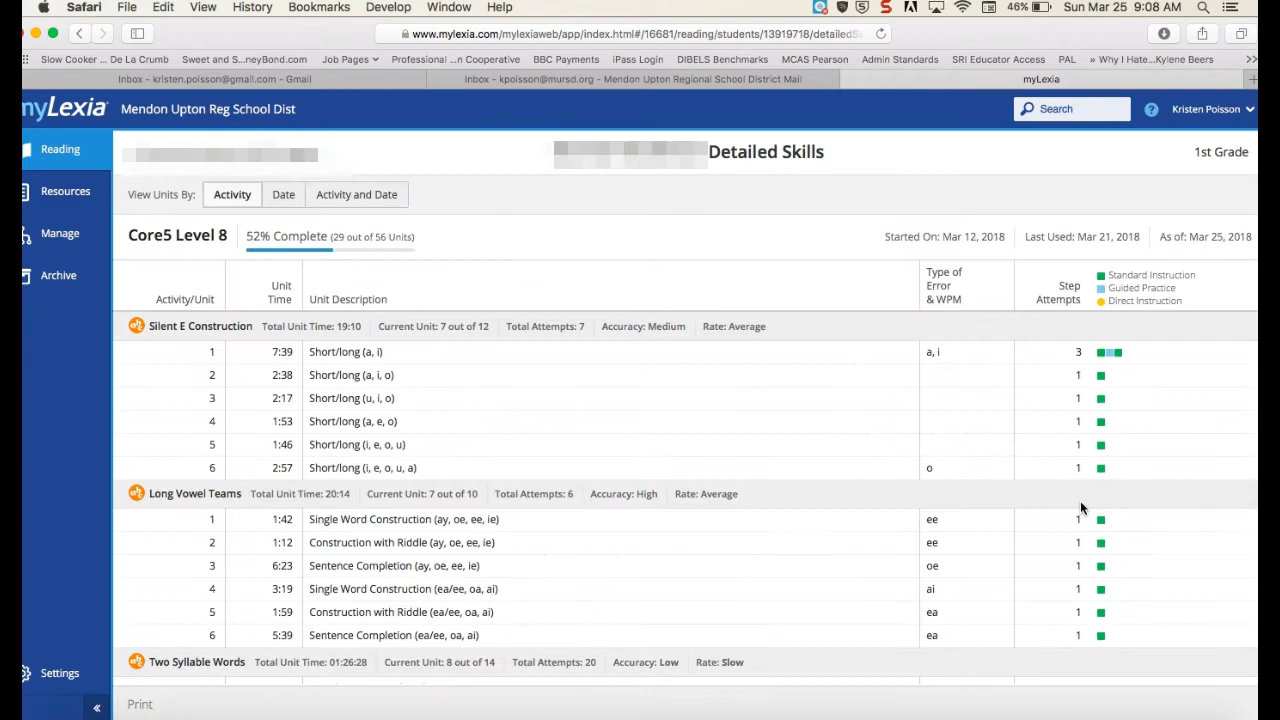 Safari File Edit View History Bookmarks Develop Window Help 46% Sun Mar 25 9:08 AM
www.mylexia.com/mylexiaweb/app/index.html#/16681/reading/students/13919718/detailedS
Slow Cooker ...De La Crumb Sweet and S...neyBond.com Job Pages Professional ...n Cooperative BB Payments iPass Login DIBELS Benchmarks MCAS Pearson Admin Standards SRI Educator Access PAL > Why I Hate...Kylene Beers
Inbox - kristen.poisson@gmail.com - Gmail Inbox - kpoisson@mursd.org - Mendon Upton Regional School District Mail myLexia
myLexia Mendon Upton Reg School Dist Search Kristen Poisson
Reading
Resources
Manage
Archive
Settings
Detailed Skills 1st Grade
View Units By: Activity Date Activity and Date
Core5 Level 8 52% Complete (29 out of 56 Units) Started On: Mar 12, 2018 Last Used: Mar 21, 2018 As of: Mar 25, 2018
Activity/Unit Unit Time Unit Description Type of Error & WPM Step Attempts
Standard Instruction
Guided Practice
Direct Instruction
Silent E Construction Total Unit Time: 19:10 Current Unit: 7 out of 12 Total Attempts: 7 Accuracy: Medium Rate: Average
1 7:39 Short/long (a, i) a, i 3
2 2:38 Short/long (a, i, o) 1
3 2:17 Short/long (u, i, o) 1
4 1:53 Short/long (a, e, o) 1
5 1:46 Short/long (i, e, o, u) 1
6 2:57 Short/long (i, e, o, u, a) o 1
Long Vowel Teams Total Unit Time: 20:14 Current Unit: 7 out of 10 Total Attempts: 6 Accuracy: High Rate: Average
1 1:42 Single Word Construction (ay, oe, ee, ie) ee 1
2 1:12 Construction with Riddle (ay, oe, ee, ie) ee 1
3 6:23 Sentence Completion (ay, oe, ee, ie) oe 1
4 3:19 Single Word Construction (ea/ee, oa, ai) ai 1
5 1:59 Construction with Riddle (ea/ee, oa, ai) ea 1
6 5:39 Sentence Completion (ea/ee, oa, ai) ea 1
Two Syllable Words Total Unit Time: 01:26:28 Current Unit: 8 out of 14 Total Attempts: 20 Accuracy: Low Rate: Slow
Print